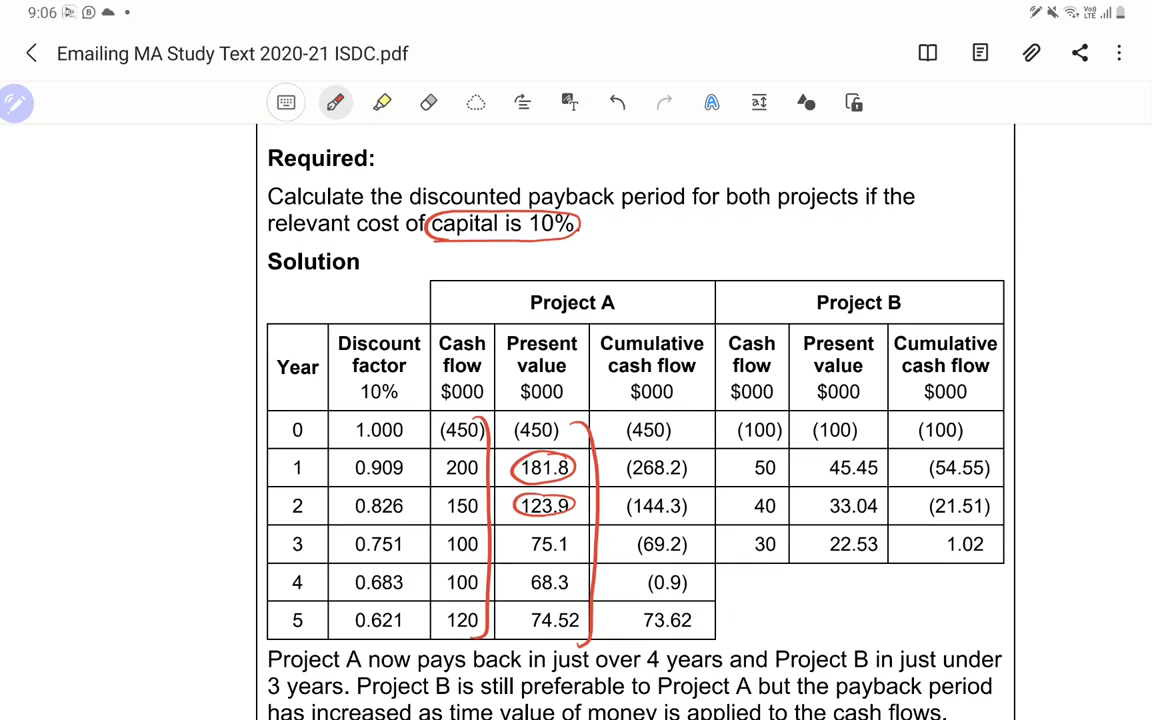 9:06
Vo)) LTE
Emailing MA Study Text 2020-21 ISDC.pdf
Required:
Calculate the discounted payback period for both projects if the
relevant cost of capital is 10%.
Solution
Project A Project B
Year Discount factor 10% Cash flow $000 Present value $000 Cumulative cash flow $000 Cash flow $000 Present value $000 Cumulative cash flow $000
0 1.000 (450) (450) (450) (100) (100) (100)
1 0.909 200 181.8 (268.2) 50 45.45 (54.55)
2 0.826 150 123.9 (144.3) 40 33.04 (21.51)
3 0.751 100 75.1 (69.2) 30 22.53 1.02
4 0.683 100 68.3 (0.9)
5 0.621 120 74.52 73.62
Project A now pays back in just over 4 years and Project B in just under
3 years. Project B is still preferable to Project A but the payback period
has increased as time value of money is applied to the cash flows.